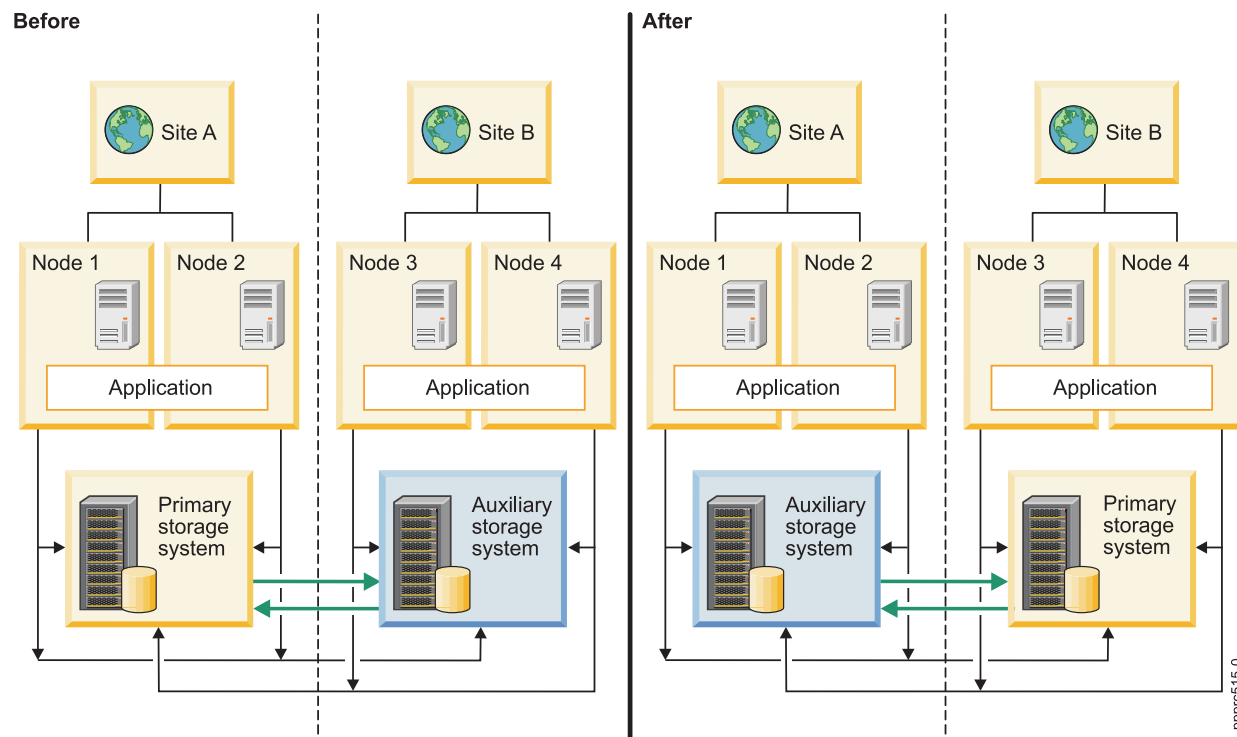 Before
After
Site A
Site B
Site A
Site B
Node 1
Node 2
Node 3
Node 4
Node 1
Node 2
Node 3
Node 4
Application
Application
Application
Application
Primary
storage
system
Auxiliary
storage
system
Auxiliary
storage
system
Primary
storage
system